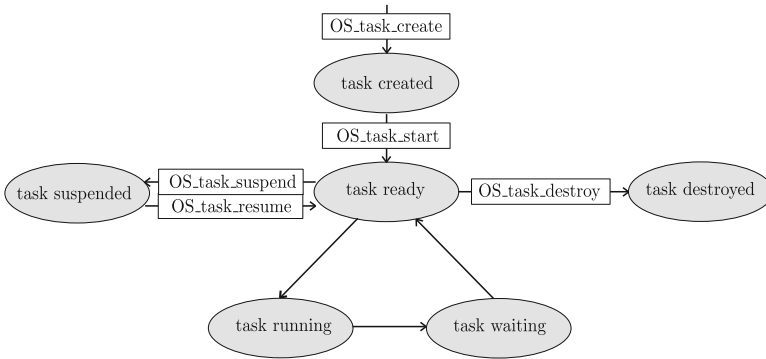 OS_task_create
task created
OS_task_start
task suspended
OS_task_suspend
OS_task_resume
task ready
OS_task_destroy
task destroyed
task running
task waiting